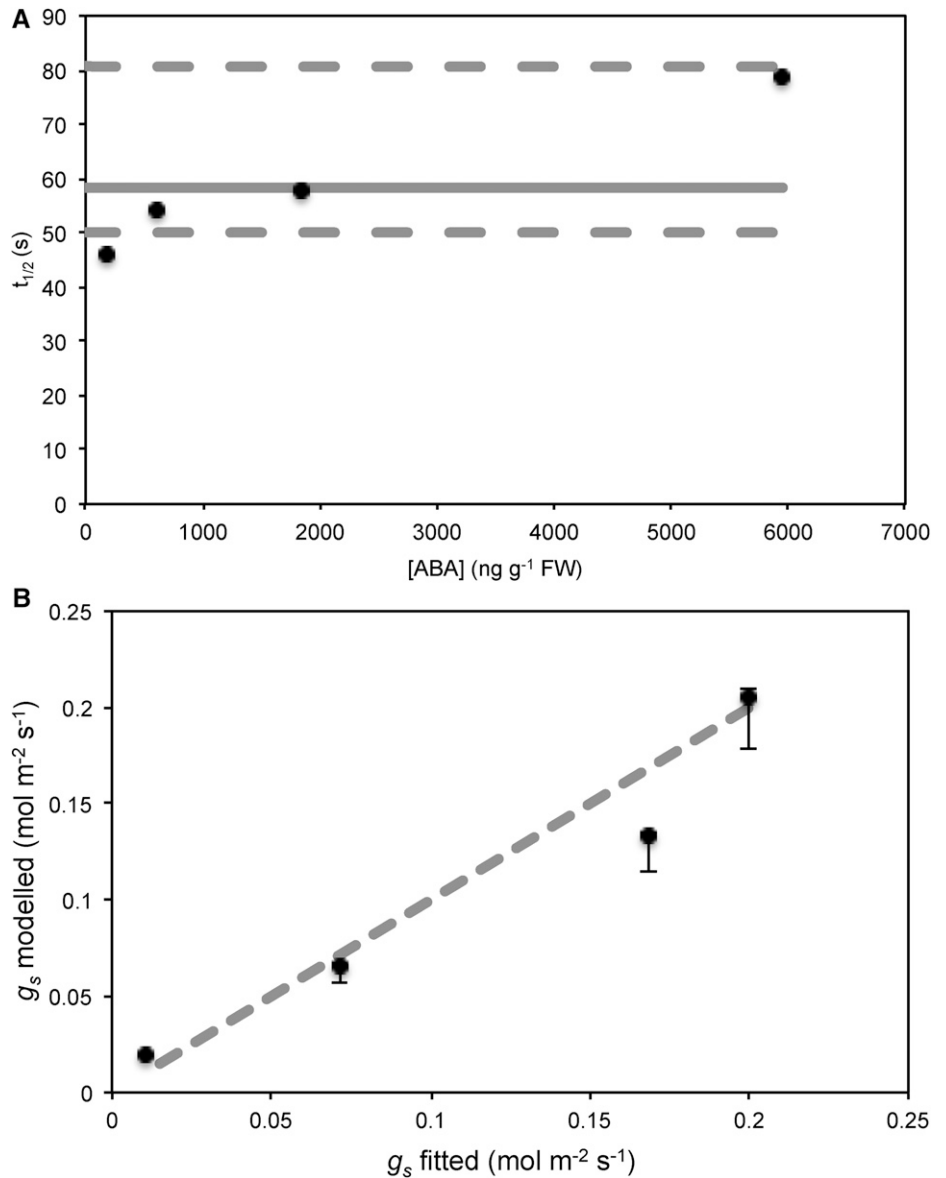 A
90
80
70
60
50
40
30
20
10
0
t1/2 (s)
0 1000 2000 3000 4000 5000 6000 7000
[ABA] (ng g-1 FW)
B
0.25
0.2
0.15
0.1
0.05
0
gs modelled (mol m-2 s-1)
0 0.05 0.1 0.15 0.2 0.25
gs fitted (mol m-2 s-1)